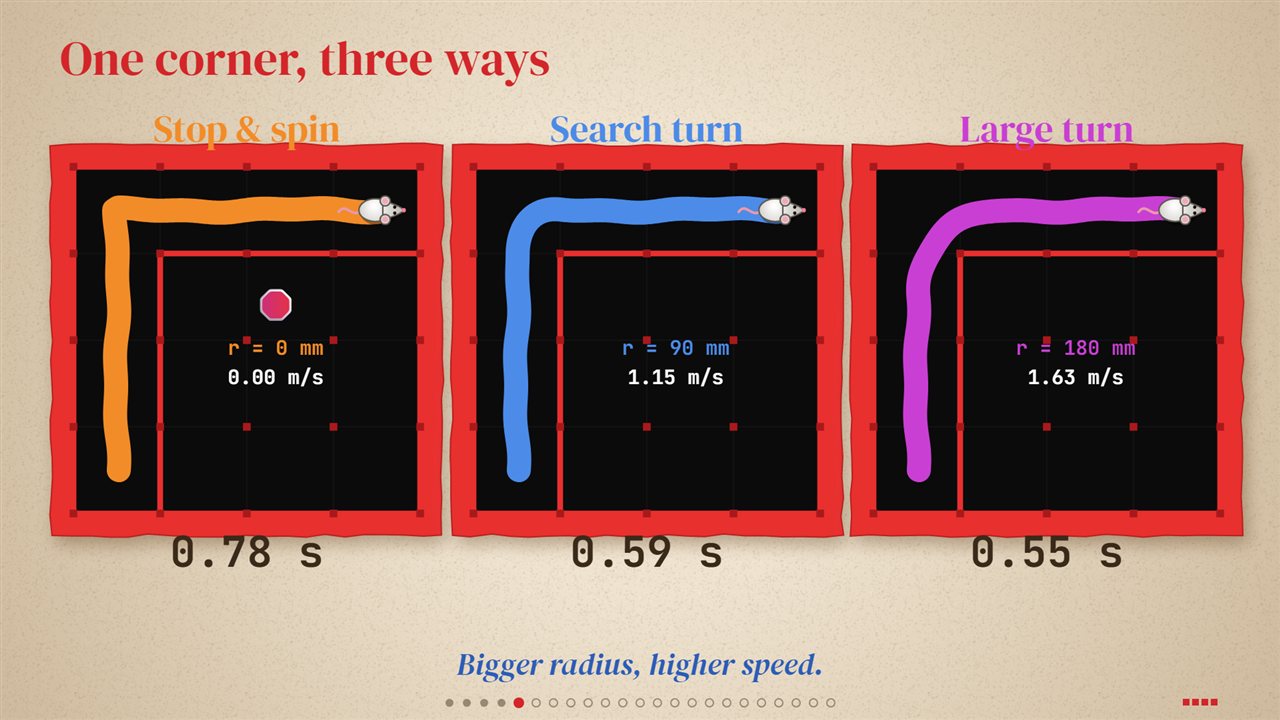 One corner, three ways
Stop & spin
Search turn
Large turn
r = 0 mm
0.00 m/s
r = 90 mm
1.15 m/s
r = 180 mm
1.63 m/s
0.78 s
0.59 s
0.55 s
Bigger radius, higher speed.